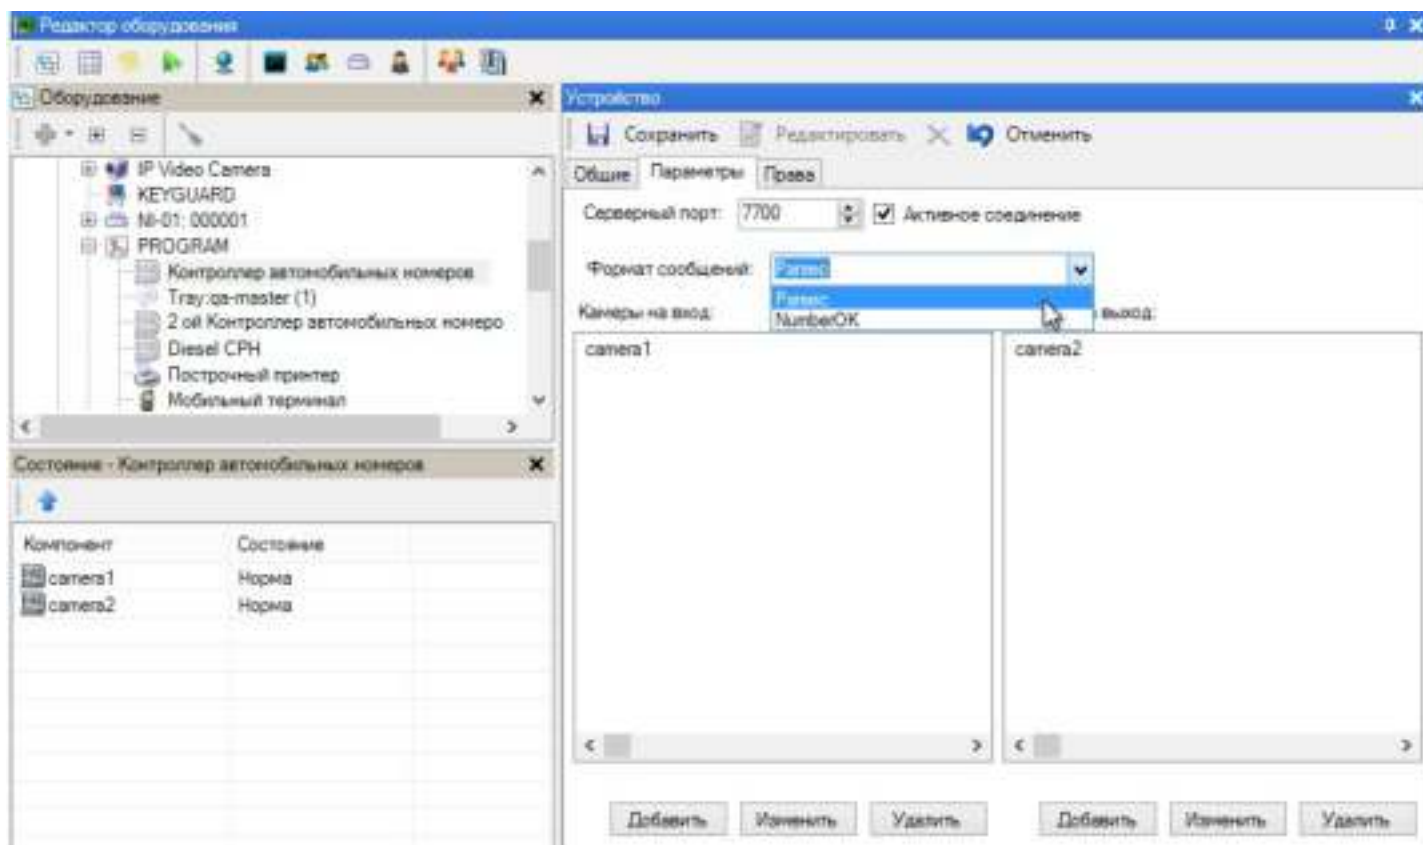 Редактор оборудования
Оборудование
IP Video Camera
KEYGUARD
NI-01: 000001
PROGRAM
Контроллер автомобильных номеров
Tray:qa-master (1)
2 ой Контроллер автомобильных номеро
Diesel CPH
Построчный принтер
Мобильный терминал
Состояние - Контроллер автомобильных номеров
Компонент Состояние
camera1 Норма
camera2 Норма
Устройство
Сохранить Редактировать Отменить
Общие Параметры Права
Серверный порт: 7700 Активное соединение
Формат сообщений: Parsec
Parsec
NumberOK
Камеры на вход: выход:
camera1 camera2
Добавить Изменить Удалить Добавить Изменить Удалить